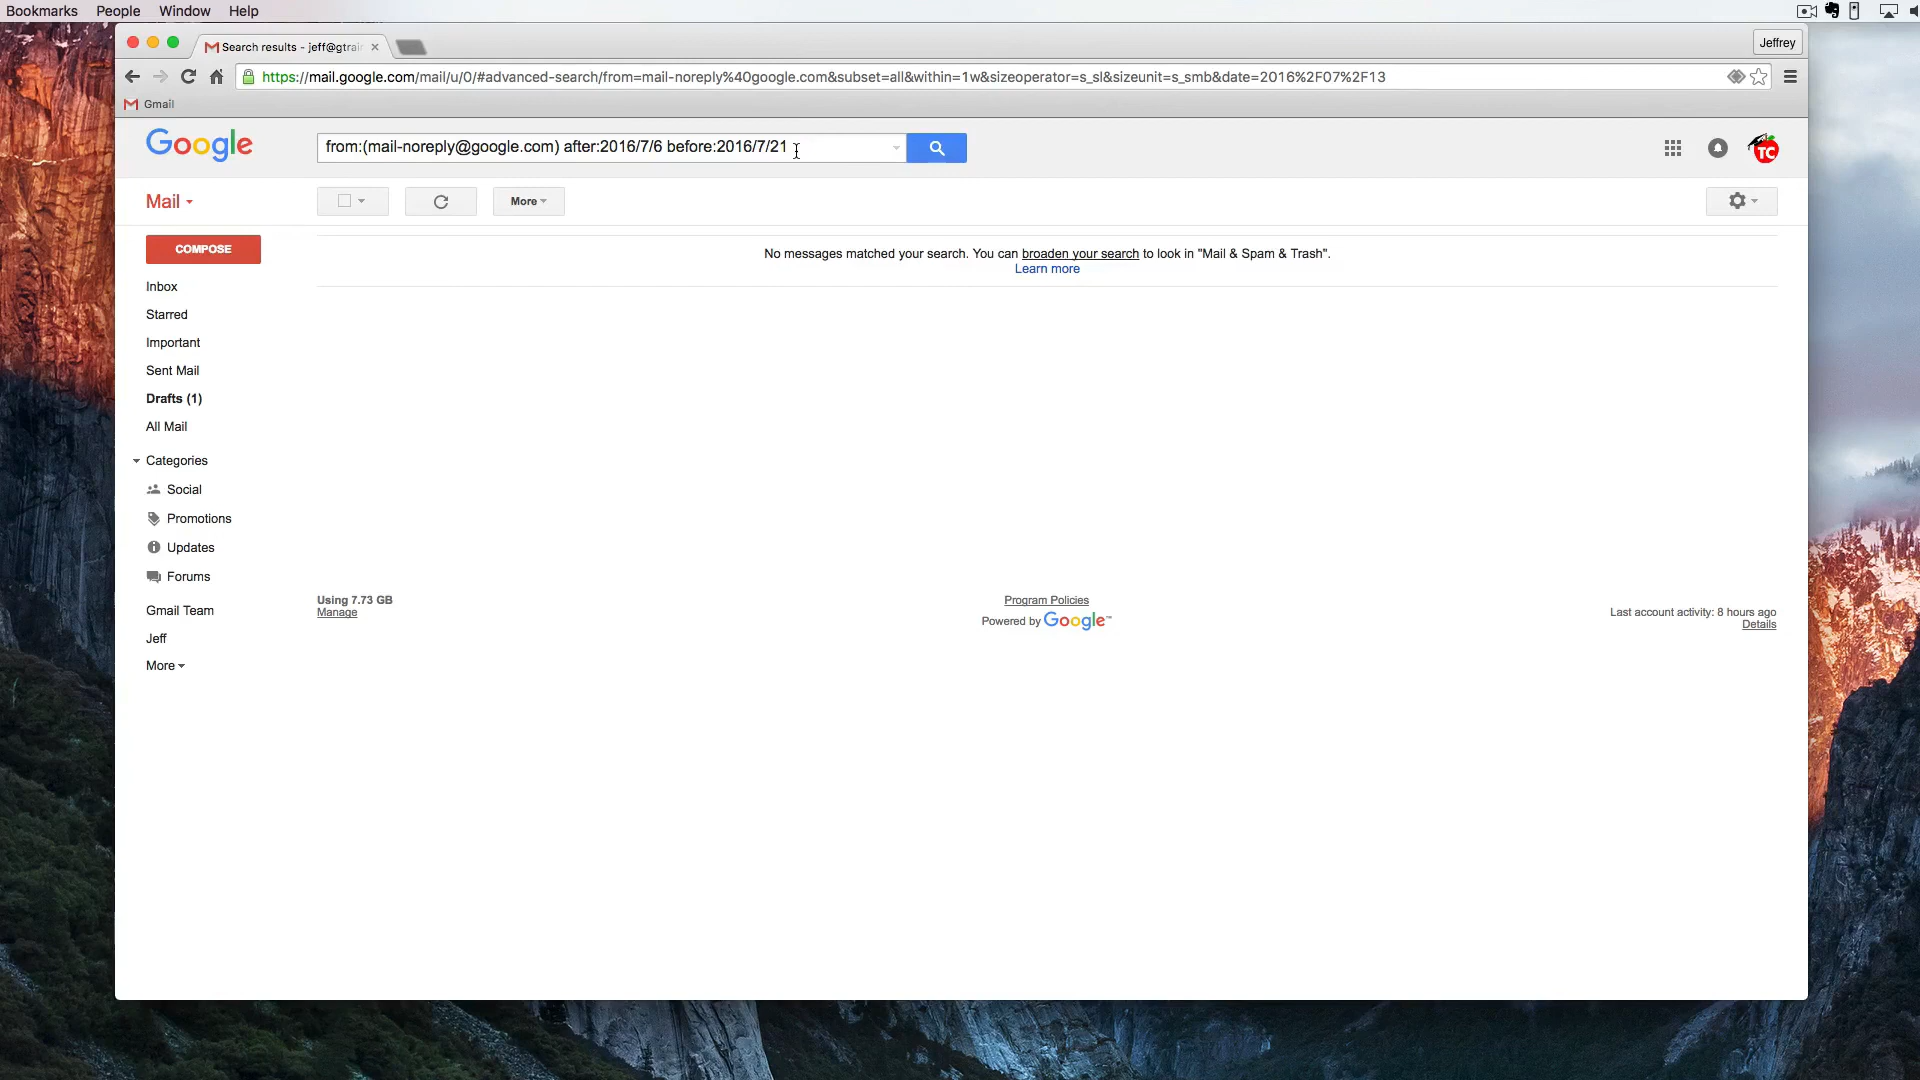 Bookmarks People Window Help
Search results - jeff@gtrai
Jeffrey
https://mail.google.com/mail/u/0/#advanced-search/from=mail-noreply%40google.com&subset=all&within=1w&sizeoperator=s_sl&sizeunit=s_smb&date=2016%2F07%2F13
Gmail
Google
from:(mail-noreply@google.com) after:2016/7/6 before:2016/7/21
TC
Mail
More
COMPOSE
No messages matched your search. You can broaden your search to look in "Mail & Spam & Trash".
Learn more
Inbox
Starred
Important
Sent Mail
Drafts (1)
All Mail
Categories
Social
Promotions
Updates
Forums
Gmail Team
Jeff
More
Using 7.73 GB
Manage
Program Policies
Powered by Google™
Last account activity: 8 hours ago
Details